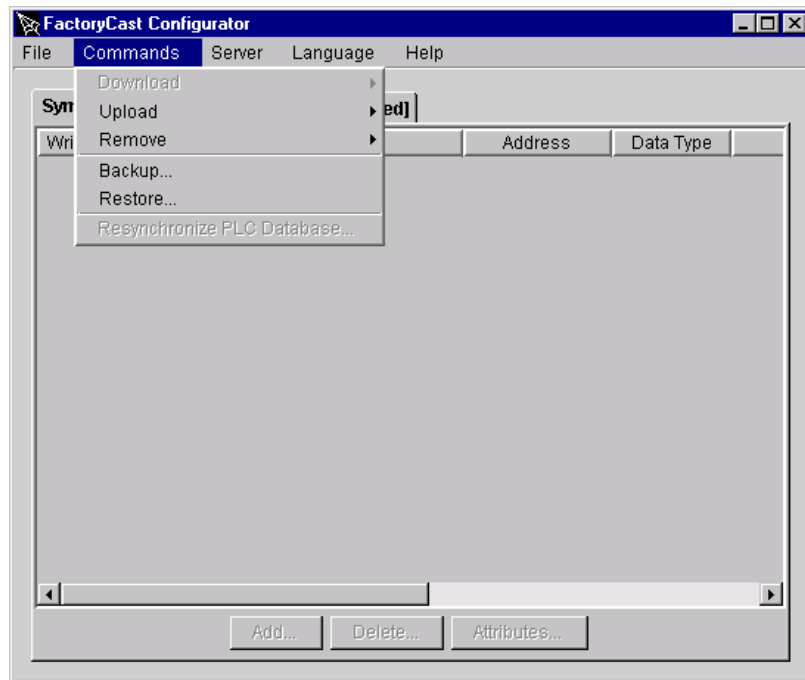 FactoryCast Configurator
File Commands Server Language Help
Download
Sym ed]
Upload
Remove
Wri Address Data Type
Backup...
Restore...
Resynchronize PLC Database...
Add... Delete... Attributes...